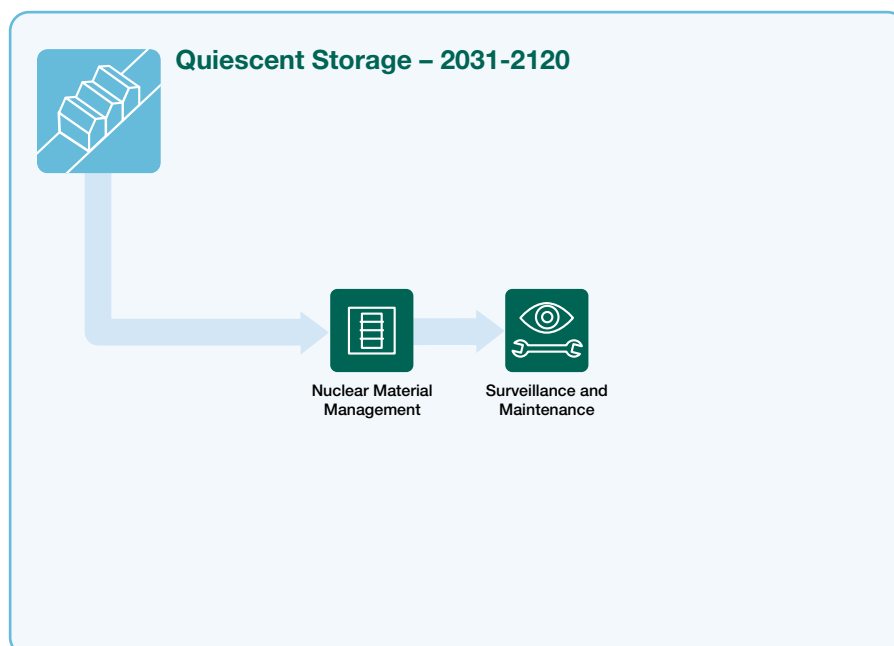 Quiescent Storage – 2031-2120
Nuclear Material
Management
Surveillance and
Maintenance